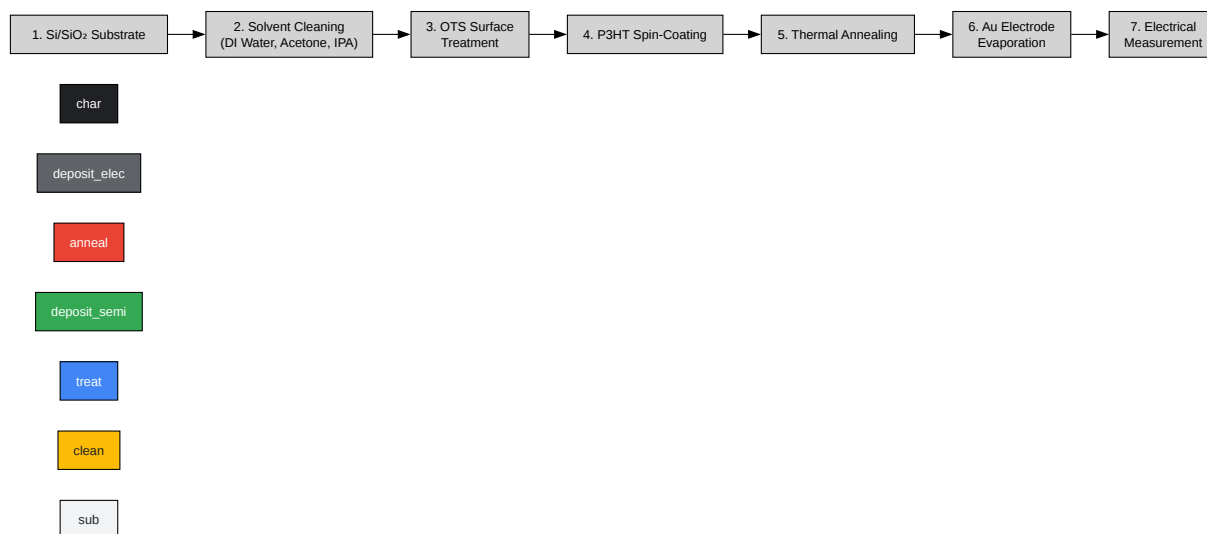 1. Si/SiO₂ Substrate
2. Solvent Cleaning
(DI Water, Acetone, IPA)
3. OTS Surface
Treatment
4. P3HT Spin-Coating
5. Thermal Annealing
6. Au Electrode
Evaporation
7. Electrical
Measurement
char
deposit_elec
anneal
deposit_semi
treat
clean
sub